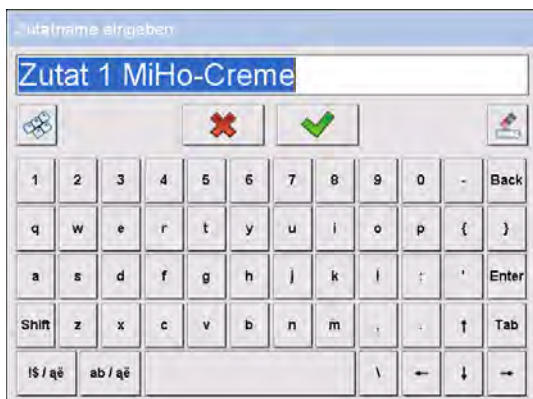 Zutatname eingeben
Zutat 1 MiHo-Creme
1 2 3 4 5 6 7 8 9 0 - Back
q w e r t y u i o p { }
a s d f g h j k l : ' Enter
Shift z x c v b n m , . ↑ Tab
!$ / ąë ab / ąë \ ← ↓ →